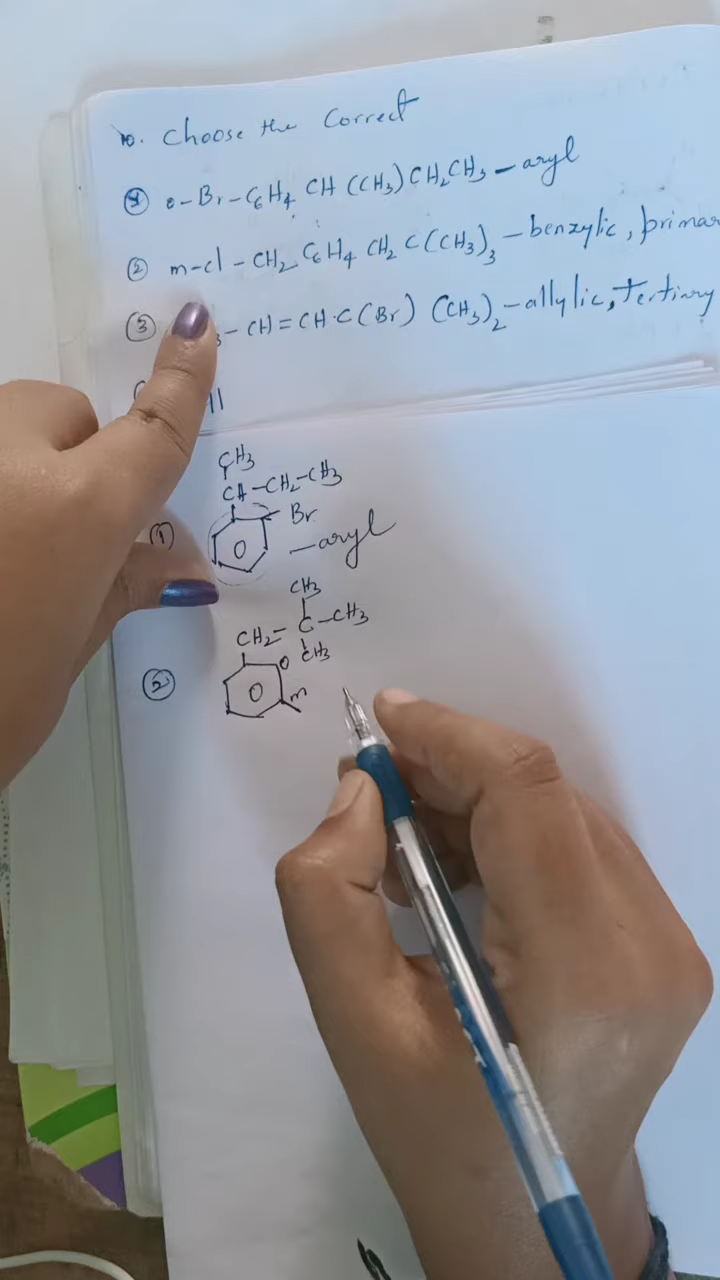 10. Choose the Correct
① o-Br-C6H4 CH (CH3) CH2CH3 - aryl
② m-cl-CH2 C6H4 CH2 C(CH3)3 - benzylic, primar
③ - CH=CH·C(Br) (CH3)2 - allylic, Tertiary
ll
CH3
CH-CH2-CH3
① Br
- aryl
CH3
CH2- C-CH3
CH3
② o
m